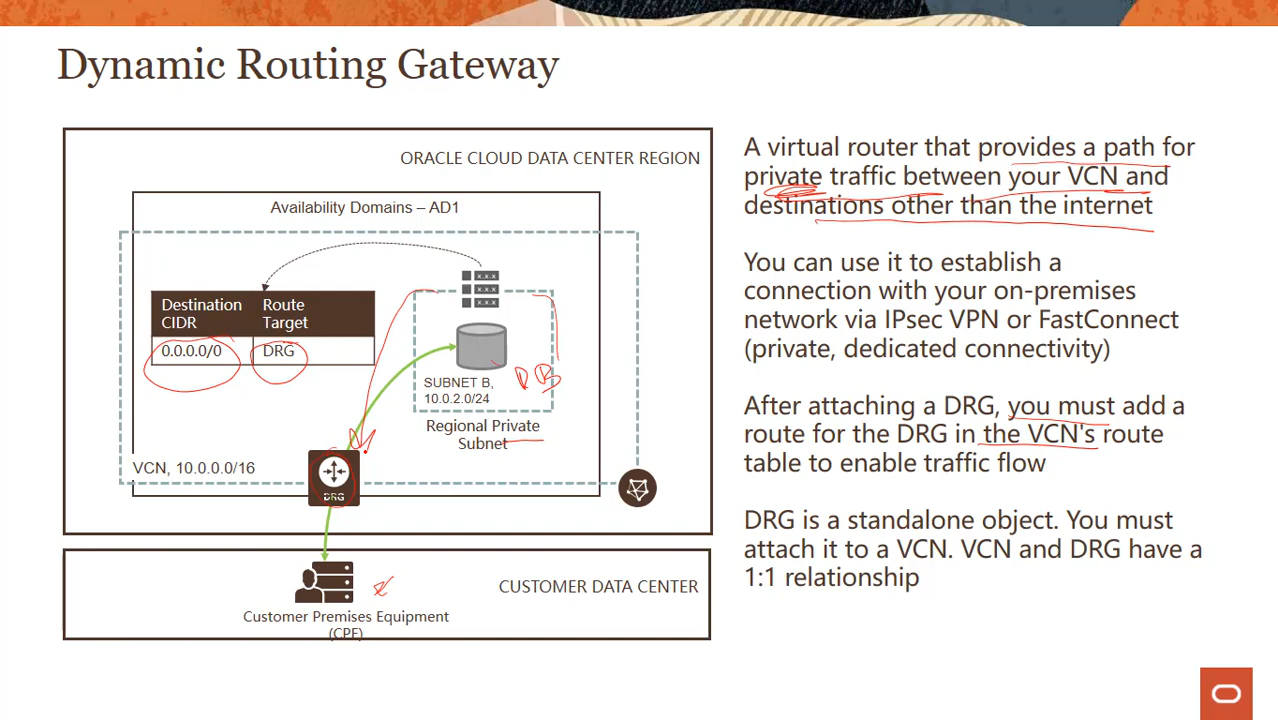 Dynamic Routing Gateway
ORACLE CLOUD DATA CENTER REGION
Availability Domains – AD1
Destination CIDR
Route Target
0.0.0.0/0
DRG
x.x.x
x.x.x
x.x.x
SUBNET B,
10.0.2.0/24
DB
Regional Private
Subnet
VCN, 10.0.0.0/16
DRG
CUSTOMER DATA CENTER
Customer Premises Equipment
(CPE)
A virtual router that provides a path for
private traffic between your VCN and
destinations other than the internet
You can use it to establish a
connection with your on-premises
network via IPsec VPN or FastConnect
(private, dedicated connectivity)
After attaching a DRG, you must add a
route for the DRG in the VCN's route
table to enable traffic flow
DRG is a standalone object. You must
attach it to a VCN. VCN and DRG have a
1:1 relationship